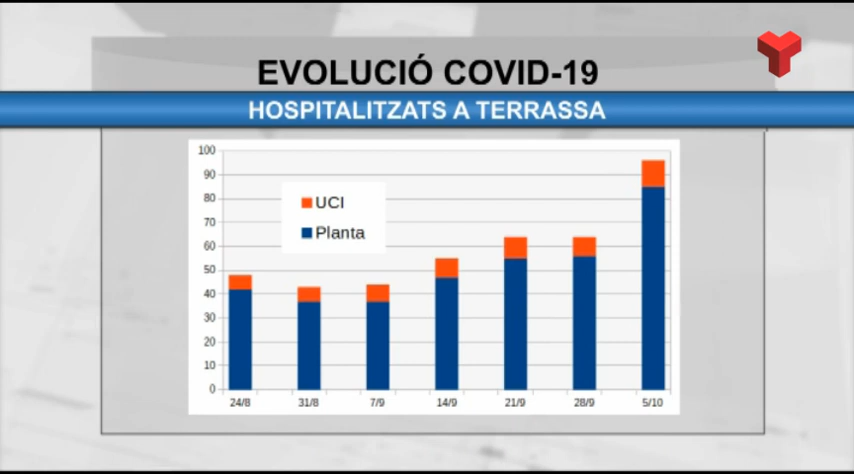 EVOLUCIÓ COVID-19
HOSPITALITZATS A TERRASSA
100
90
80
70
60
50
40
30
20
10
0
UCI
Planta
24/8 31/8 7/9 14/9 21/9 28/9 5/10